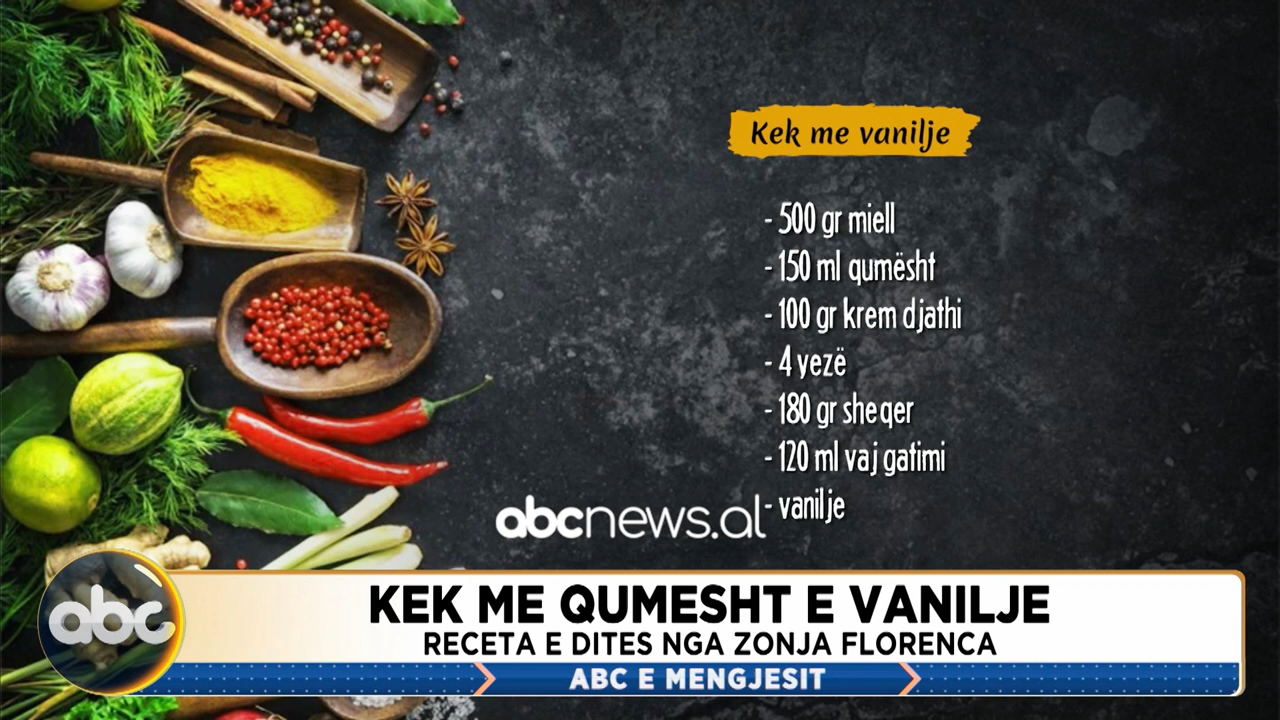 Kek me vanilje
- 500 gr miell
- 150 ml qumësht
- 100 gr krem djathi
- 4 vezë
- 180 gr sheqer
- 120 ml vaj gatimi
- vanilje
abcnews.al
abc
KEK ME QUMESHT E VANILJE
RECETA E DITES NGA ZONJA FLORENCA
ABC E MENGJESIT